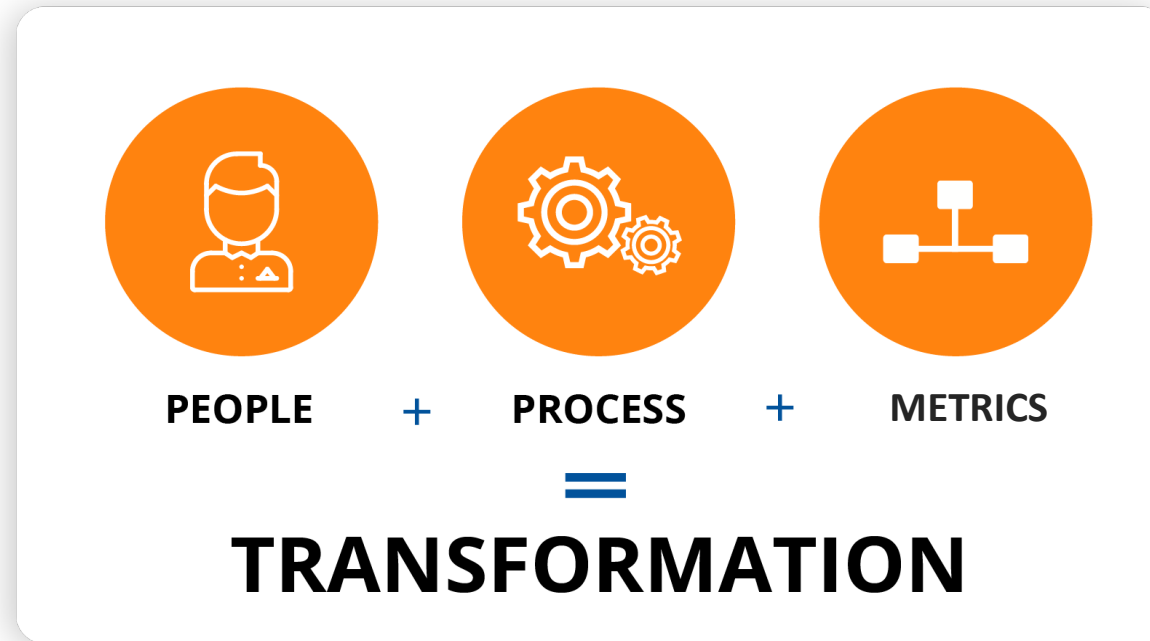 PEOPLE + PROCESS + METRICS
=
TRANSFORMATION